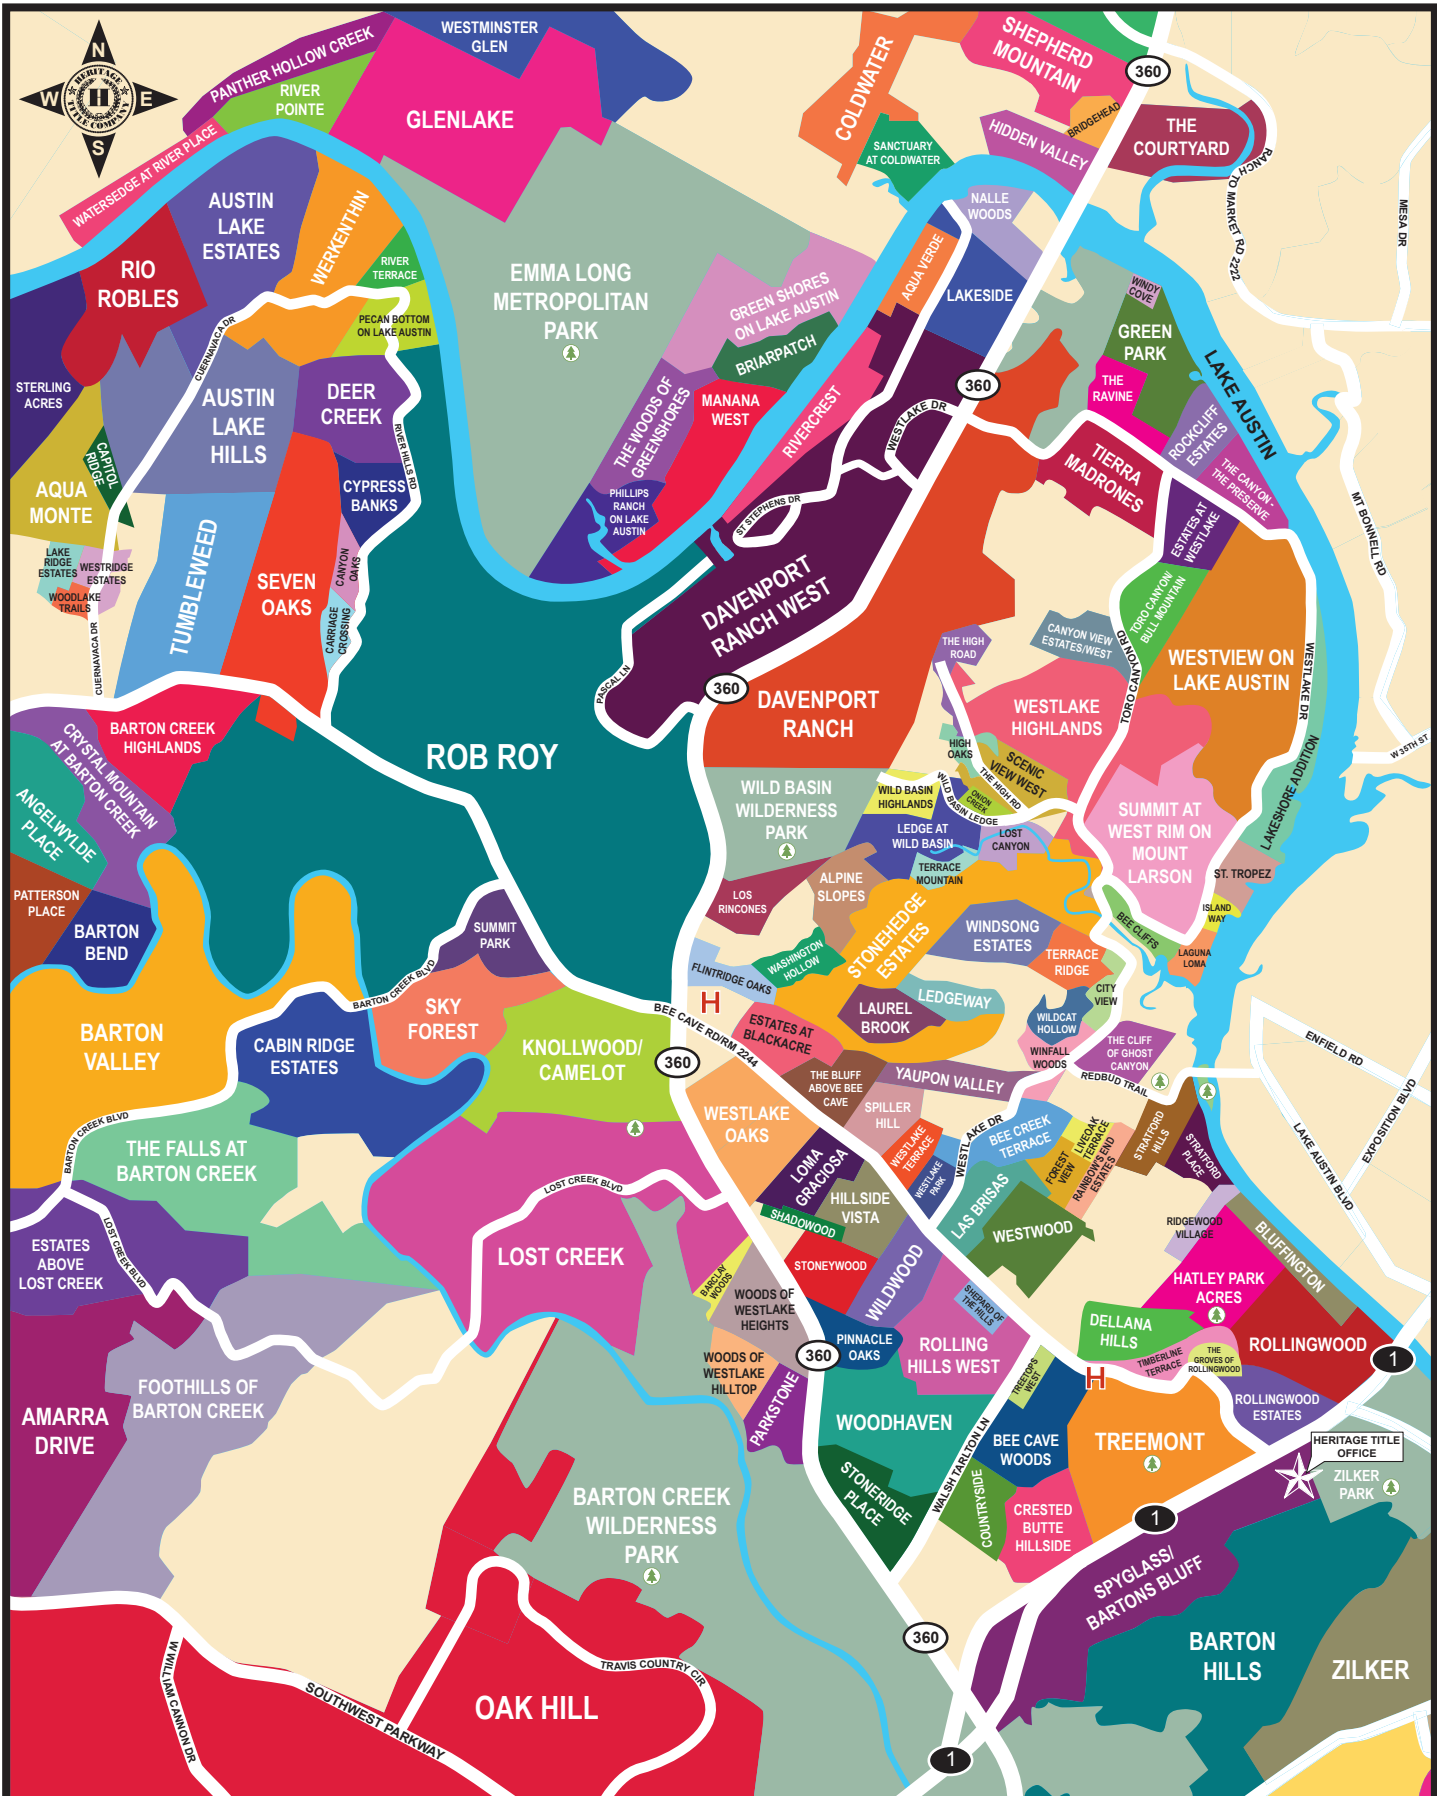 N
W
E
S
HERITAGE
TITLE COMPANY
H
PANTHER HOLLOW CREEK
WESTMINSTER
GLEN
RIVER
POINTE
GLENLAKE
WATERSEDGE AT RIVER PLACE
COLDWATER
SHEPHERD
MOUNTAIN
360
BRIDGEHEAD
HIDDEN VALLEY
THE
COURTYARD
SANCTUARY
AT COLDWATER
RANCH TO MARKET RD 2222
MESA DR
AUSTIN
LAKE
ESTATES
WERKENTHIN
RIVER
TERRACE
RIO
ROBLES
NALLE
WOODS
AQUA VERDE
LAKESIDE
EMMA LONG
METROPOLITAN
PARK
GREEN SHORES
ON LAKE AUSTIN
BRIARPATCH
PECAN BOTTOM
ON LAKE AUSTIN
CUERNAVACA DR
WINDY
COVE
GREEN
PARK
LAKE AUSTIN
STERLING
ACRES
AUSTIN
LAKE
HILLS
DEER
CREEK
RIVER HILLS RD
THE WOODS OF
GREENSHORES
MANANA
WEST
RIVERCREST
360
WESTLAKE DR
THE
RAVINE
ROCKCLIFF
ESTATES
THE CANYON -
THE PRESERVE
TIERRA
MADRONES
CAPITOL
RIDGE
AQUA
MONTE
CYPRESS
BANKS
PHILLIPS
RANCH
ON LAKE
AUSTIN
ST STEPHENS DR
ESTATES AT
WESTLAKE
MT BONNELL RD
LAKE
RIDGE
ESTATES
WESTRIDGE
ESTATES
WOODLAKE
TRAILS
TUMBLEWEED
SEVEN
OAKS
CANYON
OAKS
CARRIAGE
CROSSING
CUERNAVACA DR
DAVENPORT
RANCH WEST
PASCAL LN
TORO CANYON/
BULL MOUNTAIN
CANYON VIEW
ESTATES/WEST
TORO CANYON RD
THE HIGH
ROAD
WESTVIEW ON
LAKE AUSTIN
WESTLAKE DR
360
DAVENPORT
RANCH
WESTLAKE
HIGHLANDS
BARTON CREEK
HIGHLANDS
CRYSTAL MOUNTAIN
AT BARTON CREEK
ROB ROY
HIGH
OAKS
SCENIC
VIEW WEST
THE HIGH RD
W 35TH ST
ANGELWYLDE
PLACE
WILD BASIN
WILDERNESS
PARK
WILD BASIN
HIGHLANDS
WILD BASIN LEDGE
ONION
CREEK
LEDGE AT
WILD BASIN
LOST
CANYON
SUMMIT AT
WEST RIM ON
MOUNT
LARSON
LAKESHORE ADDITION
TERRACE
MOUNTAIN
ST. TROPEZ
PATTERSON
PLACE
BARTON
BEND
LOS
RINCONES
ALPINE
SLOPES
STONEHEDGE
ESTATES
WINDSONG
ESTATES
BEE CLIFFS
ISLAND
WAY
LAGUNA
LOMA
SUMMIT
PARK
TERRACE
RIDGE
WASHINGTON
HOLLOW
FLINTRIDGE OAKS
CITY
VIEW
LEDGEWAY
LAUREL
BROOK
WILDCAT
HOLLOW
BARTON CREEK BLVD
SKY
FOREST
H
BEE CAVE RD/RM 2244
ESTATES AT
BLACKACRE
BARTON
VALLEY
CABIN RIDGE
ESTATES
KNOLLWOOD/
CAMELOT
360
WINFALL
WOODS
THE CLIFF
OF GHOST
CANYON
REDBUD TRAIL
ENFIELD RD
EXPOSITION BLVD
THE BLUFF
ABOVE BEE
CAVE
YAUPON VALLEY
SPILLER
HILL
WESTLAKE
OAKS
BARTON CREEK BLVD
THE FALLS AT
BARTON CREEK
WESTLAKE DR
BEE CREEK
TERRACE
LIVEOAK
TERRACE
FOREST
VIEW
RAINBOW'S END
ESTATES
STRATFORD
HILLS
STRATFORD
PLACE
LAKE AUSTIN BLVD
WESTLAKE
TERRACE
WESTLAKE
PARK
LOMA
GRACIOSA
HILLSIDE
VISTA
LOST CREEK BLVD
SHADOWOOD
LAS BRISAS
WESTWOOD
RIDGEWOOD
VILLAGE
BLUFFINGTON
ESTATES
ABOVE
LOST CREEK
LOST CREEK BLVD
LOST CREEK
BARCLAY
WOODS
STONEYWOOD
WILDWOOD
SHEPARD OF
THE HILLS
HATLEY PARK
ACRES
WOODS OF
WESTLAKE
HEIGHTS
DELLANA
HILLS
PINNACLE
OAKS
ROLLING
HILLS WEST
360
WOODS OF
WESTLAKE
HILLTOP
TREETOPS
WEST
H
TIMBERLINE
TERRACE
THE
GROVES OF
ROLLINGWOOD
ROLLINGWOOD
1
ROLLINGWOOD
ESTATES
FOOTHILLS OF
BARTON CREEK
AMARRA
DRIVE
PARKSTONE
WOODHAVEN
WALSH TARLTON LN
BEE CAVE
WOODS
TREEMONT
HERITAGE TITLE
OFFICE
ZILKER
PARK
STONERIDGE
PLACE
COUNTRYSIDE
CRESTED
BUTTE
HILLSIDE
1
BARTON CREEK
WILDERNESS
PARK
SPYGLASS/
BARTONS BLUFF
360
BARTON
HILLS
ZILKER
W WILLIAM CANNON DR
SOUTHWEST PARKWAY
TRAVIS COUNTRY CIR
OAK HILL
1